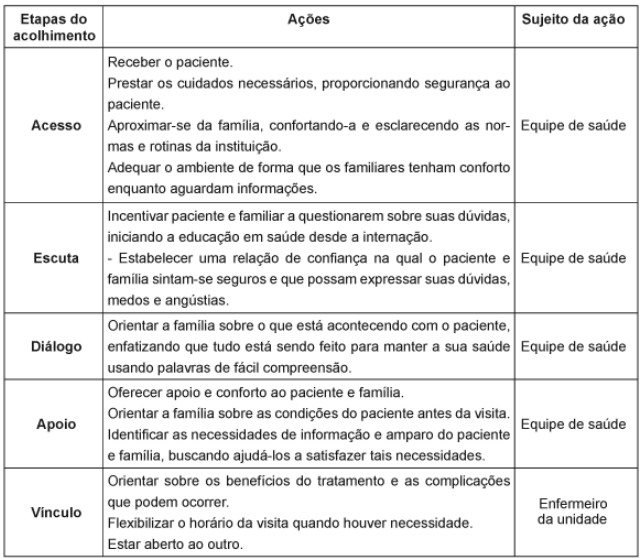 Etapas do
acolhimento
Ações
Sujeito da ação
Acesso
Receber o paciente.
Prestar os cuidados necessários, proporcionando segurança ao
paciente.
Aproximar-se da família, confortando-a e esclarecendo as nor-
mas e rotinas da instituição.
Adequar o ambiente de forma que os familiares tenham conforto
enquanto aguardam informações.
Equipe de saúde
Escuta
Incentivar paciente e familiar a questionarem sobre suas dúvidas,
iniciando a educação em saúde desde a internação.
- Estabelecer uma relação de confiança na qual o paciente e
família sintam-se seguros e que possam expressar suas dúvidas,
medos e angústias.
Equipe de saúde
Diálogo
Orientar a família sobre o que está acontecendo com o paciente,
enfatizando que tudo está sendo feito para manter a sua saúde
usando palavras de fácil compreensão.
Equipe de saúde
Apoio
Oferecer apoio e conforto ao paciente e família.
Orientar a família sobre as condições do paciente antes da visita.
Identificar as necessidades de informação e amparo do paciente
e família, buscando ajudá-los a satisfazer tais necessidades.
Equipe de saúde
Vínculo
Orientar sobre os benefícios do tratamento e as complicações
que podem ocorrer.
Flexibilizar o horário da visita quando houver necessidade.
Estar aberto ao outro.
Enfermeiro
da unidade